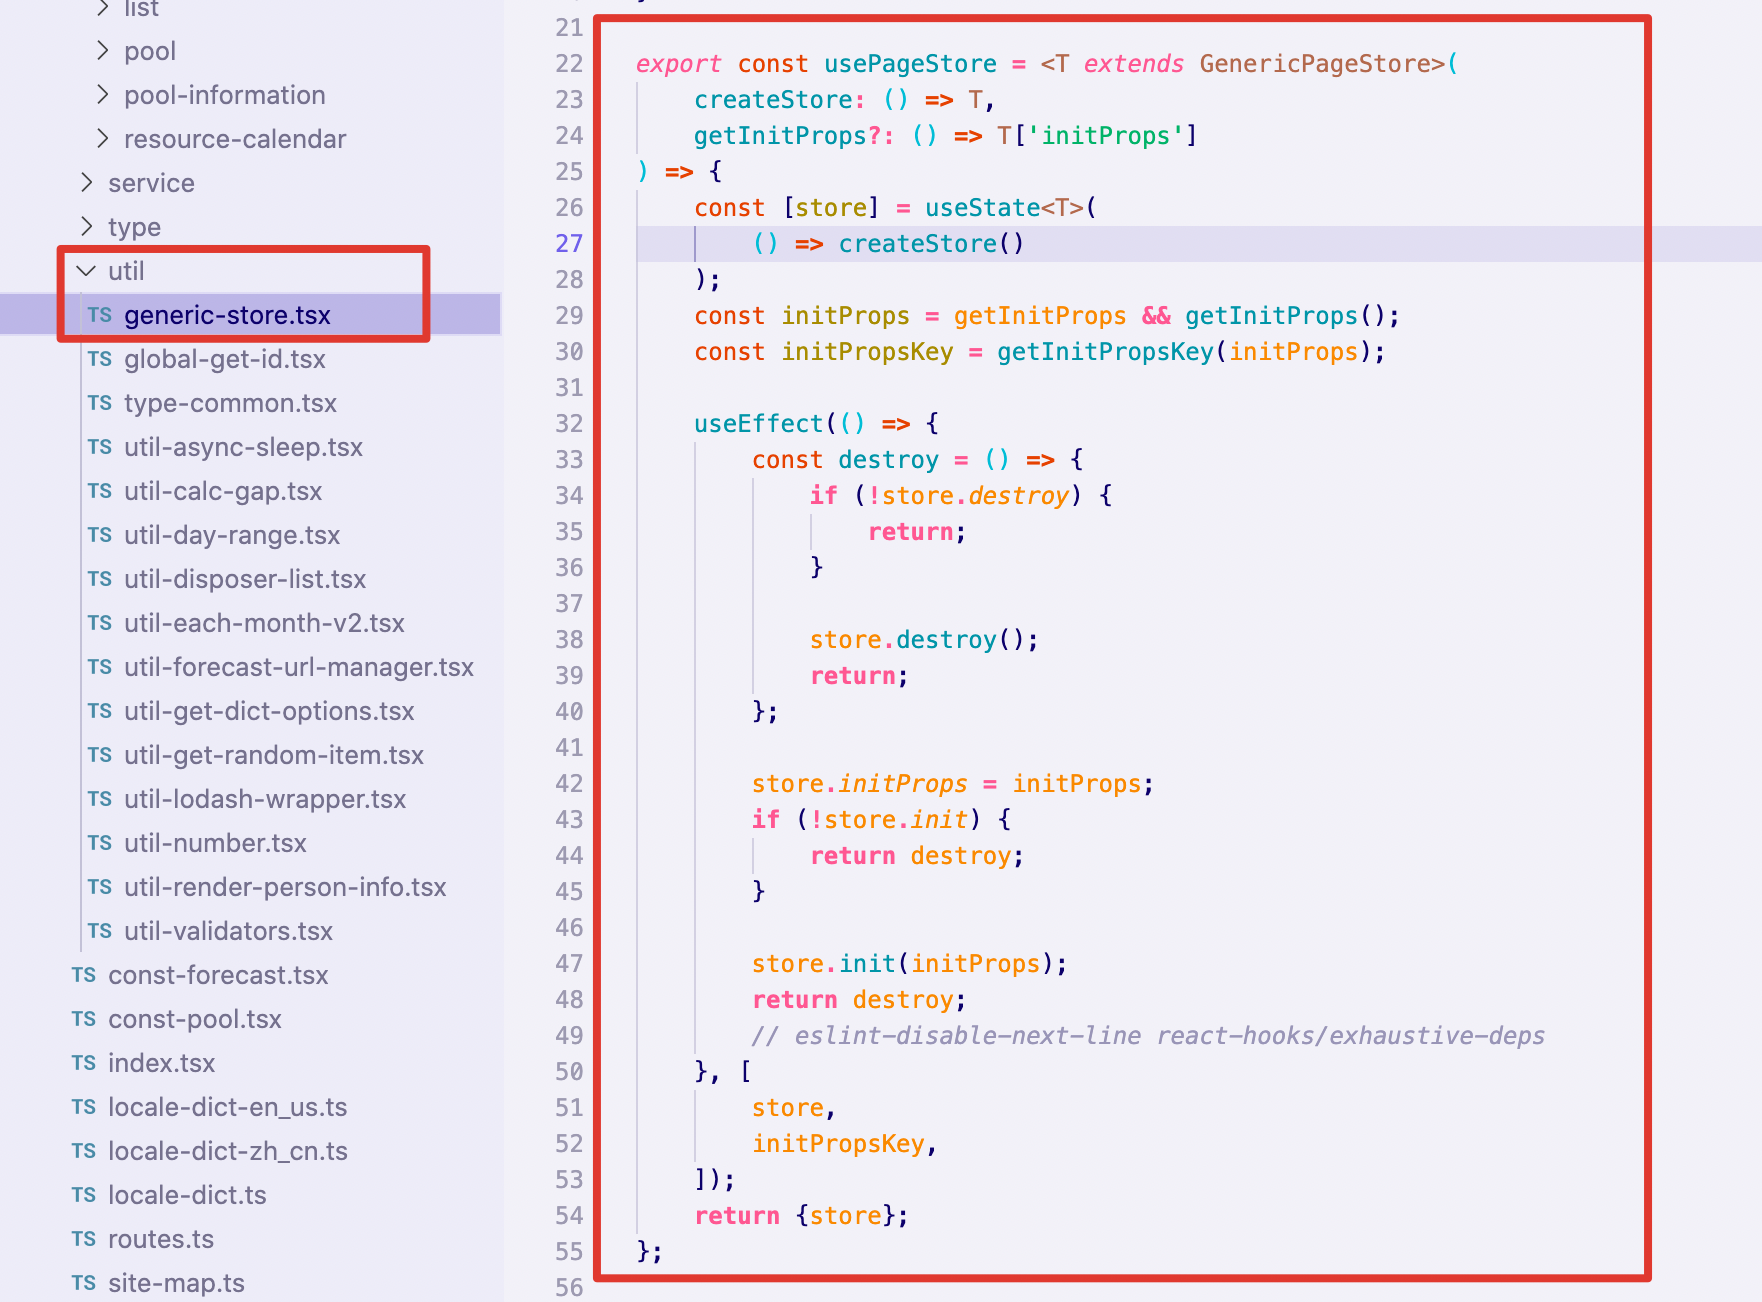 list
pool
pool-information
resource-calendar
service
type
util
TS generic-store.tsx
TS global-get-id.tsx
TS type-common.tsx
TS util-async-sleep.tsx
TS util-calc-gap.tsx
TS util-day-range.tsx
TS util-disposer-list.tsx
TS util-each-month-v2.tsx
TS util-forecast-url-manager.tsx
TS util-get-dict-options.tsx
TS util-get-random-item.tsx
TS util-lodash-wrapper.tsx
TS util-number.tsx
TS util-render-person-info.tsx
TS util-validators.tsx
TS const-forecast.tsx
TS const-pool.tsx
TS index.tsx
TS locale-dict-en_us.ts
TS locale-dict-zh_cn.ts
TS locale-dict.ts
TS routes.ts
TS site-map.ts
21
22 export const usePageStore = <T extends GenericPageStore>(
23     createStore: () => T,
24     getInitProps?: () => T['initProps']
25 ) => {
26     const [store] = useState<T>(
27         () => createStore()
28     );
29     const initProps = getInitProps && getInitProps();
30     const initPropsKey = getInitPropsKey(initProps);
31
32     useEffect(() => {
33         const destroy = () => {
34             if (!store.destroy) {
35                 return;
36             }
37
38             store.destroy();
39             return;
40         };
41
42         store.initProps = initProps;
43         if (!store.init) {
44             return destroy;
45         }
46
47         store.init(initProps);
48         return destroy;
49         // eslint-disable-next-line react-hooks/exhaustive-deps
50     }, [
51         store,
52         initPropsKey,
53     ]);
54     return {store};
55 };
56